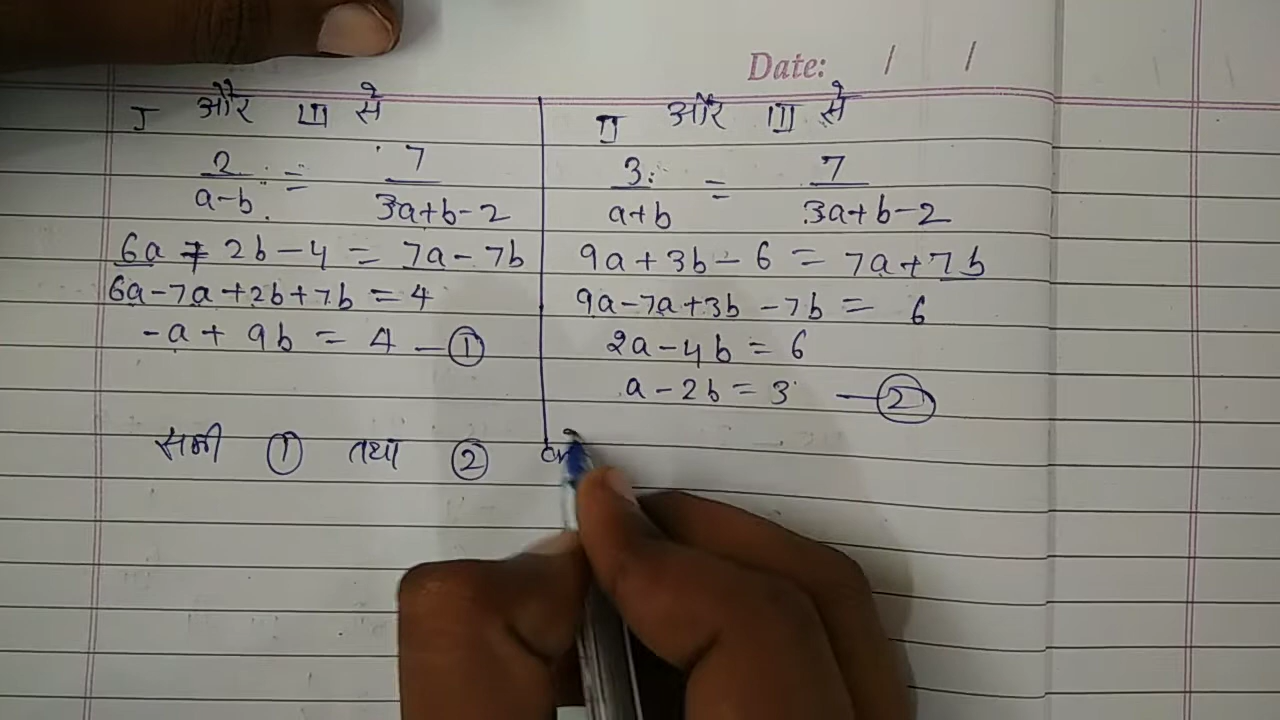 Date: / /
I और III से
2/(a-b) = 7/(3a+b-2)
6a + 2b - 4 = 7a - 7b
6a - 7a + 2b + 7b = 4
-a + 9b = 4 — ①
II और III से
3/(a+b) = 7/(3a+b-2)
9a + 3b - 6 = 7a + 7b
9a - 7a + 3b - 7b = 6
2a - 4b = 6
a - 2b = 3 — ②
समी ① तथा ②